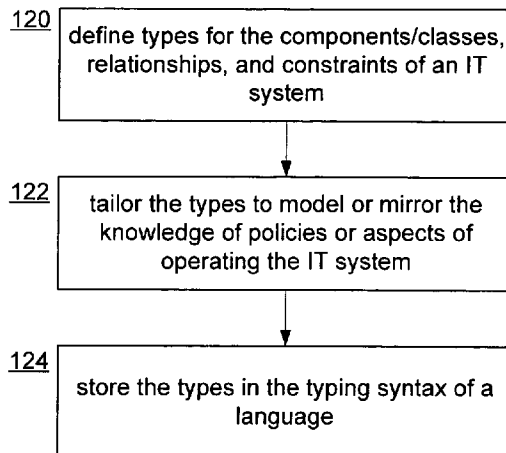 120
define types for the components/classes,
relationships, and constraints of an IT
system
122
tailor the types to model or mirror the
knowledge of policies or aspects of
operating the IT system
124
store the types in the typing syntax of a
language